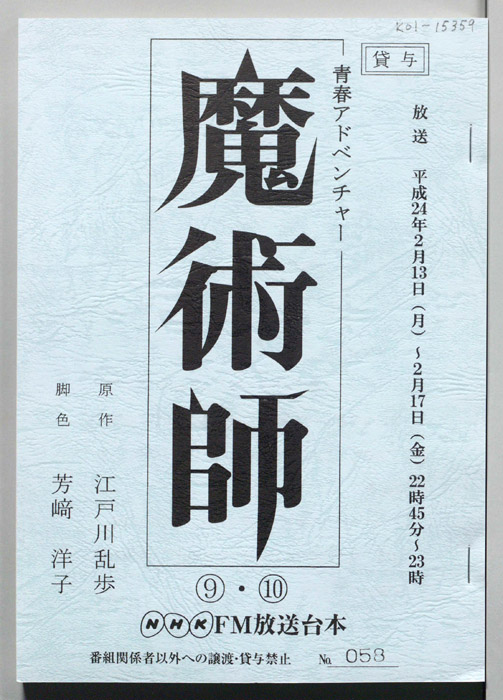 K01-15359
貸与
放送 平成24年2月13日（月）～2月17日（金）22時45分～23時
青春アドベンチャー
魔術師
原作 江戸川乱歩
脚色 芳﨑 洋子
⑨・⑩
NHK FM放送台本
番組関係者以外への譲渡・貸与禁止 No. 058